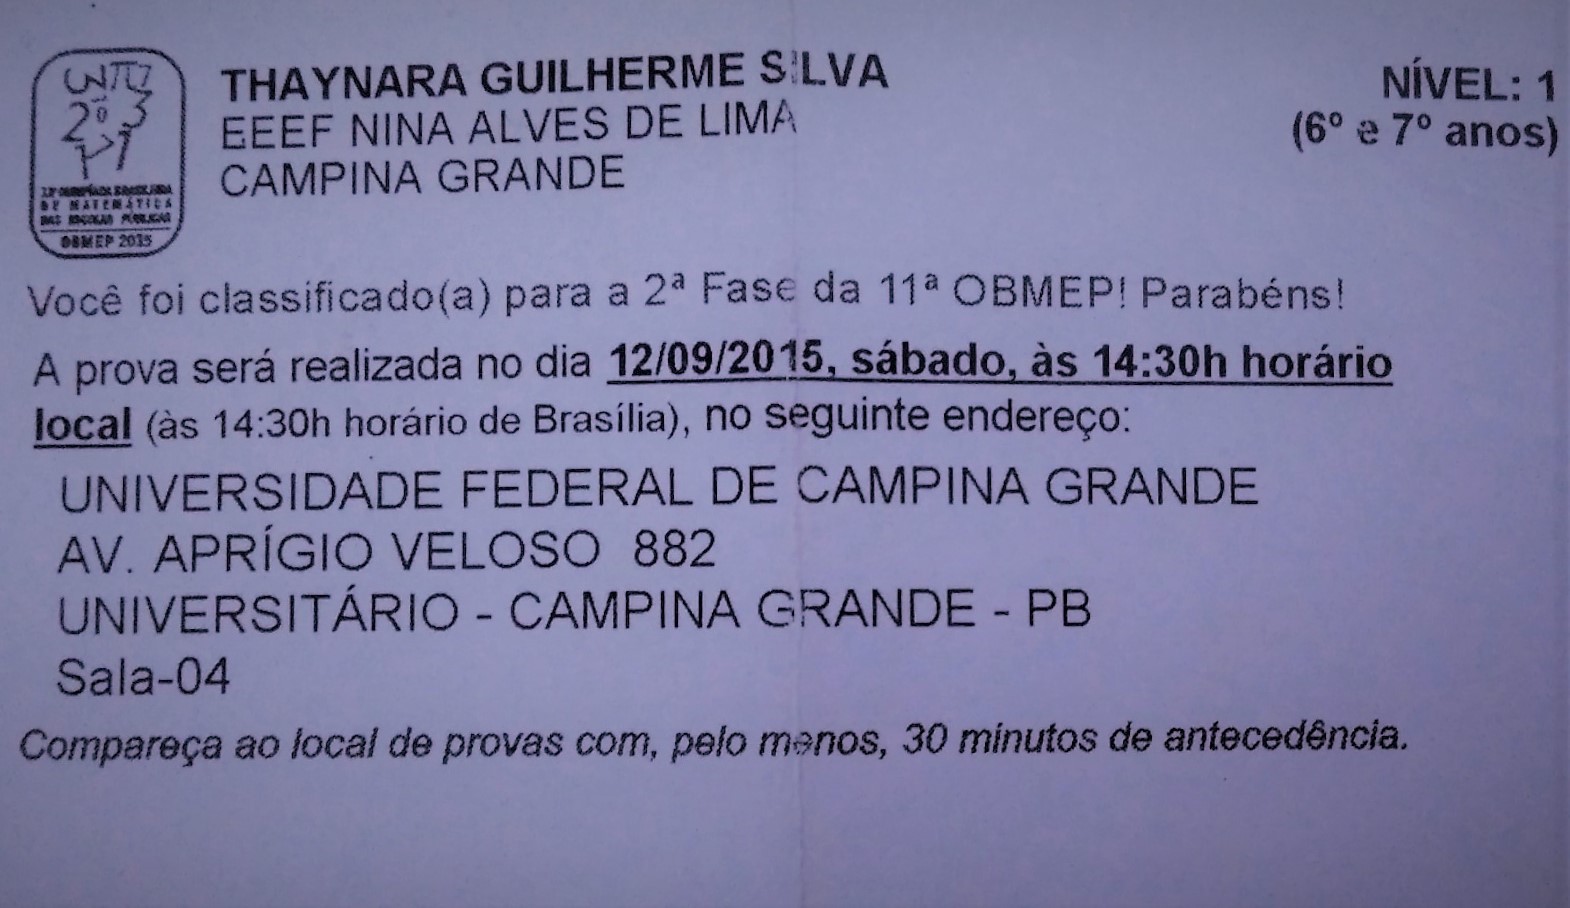 THAYNARA GUILHERME SILVA
EEEF NINA ALVES DE LIMA
CAMPINA GRANDE
NÍVEL: 1
(6º e 7º anos)
11ª OLIMPÍADA BRASILEIRA
DE MATEMÁTICA
DAS ESCOLAS PÚBLICAS
OBMEP 2015
Você foi classificado(a) para a 2ª Fase da 11ª OBMEP! Parabéns!
A prova será realizada no dia 12/09/2015, sábado, às 14:30h horário
local (às 14:30h horário de Brasília), no seguinte endereço:
UNIVERSIDADE FEDERAL DE CAMPINA GRANDE
AV. APRÍGIO VELOSO 882
UNIVERSITÁRIO - CAMPINA GRANDE - PB
Sala-04
Compareça ao local de provas com, pelo menos, 30 minutos de antecedência.